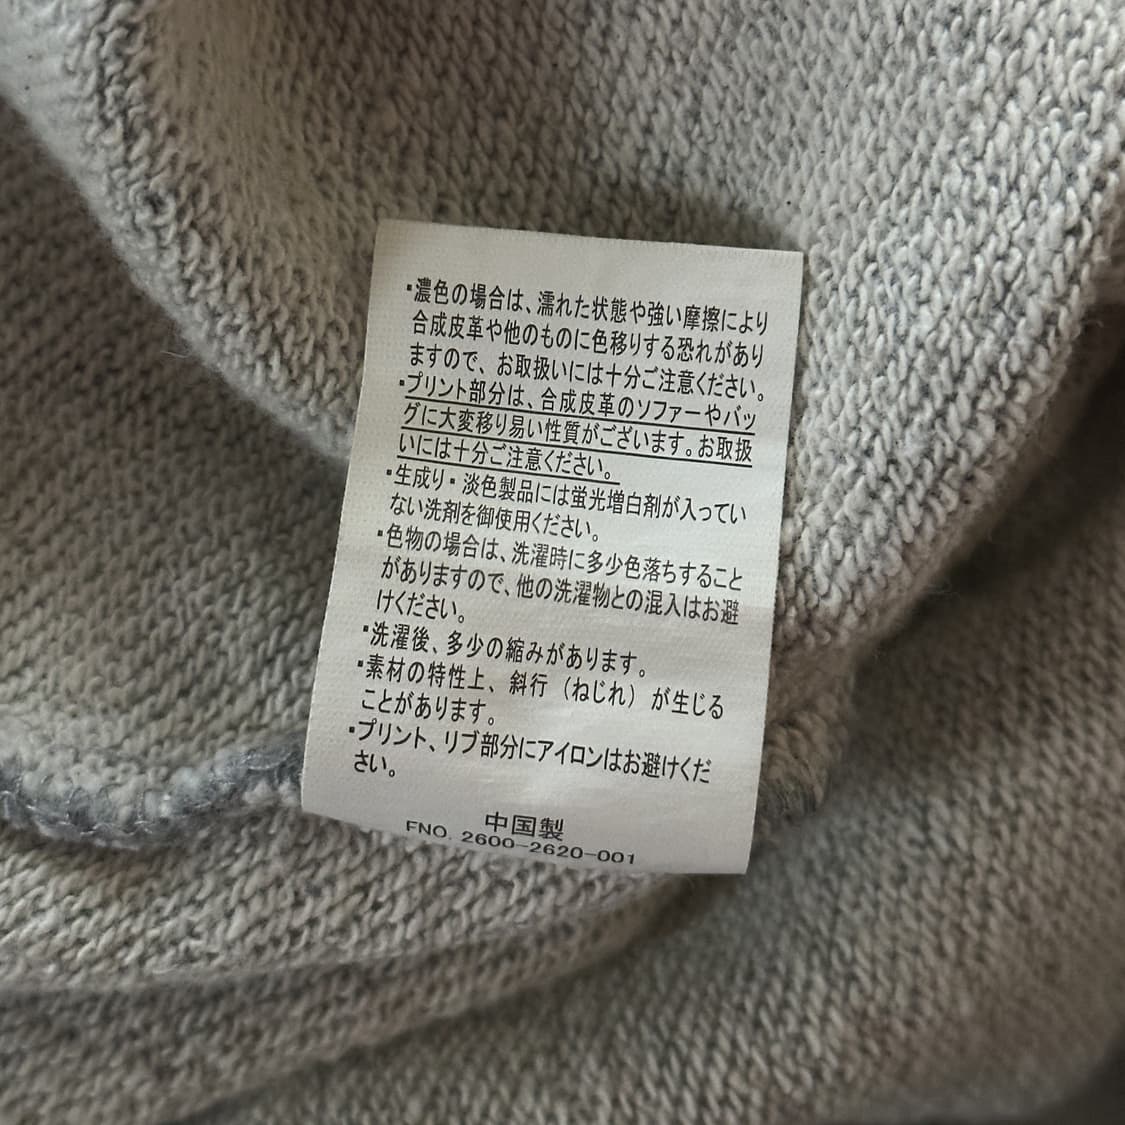 ・濃色の場合は、濡れた状態や強い摩擦により
合成皮革や他のものに色移りする恐れがあり
ますので、お取扱いには十分ご注意ください。
・プリント部分は、合成皮革のソファーやバッ
グに大変移り易い性質がございます。お取扱
いには十分ご注意ください。
・生成り・淡色製品には蛍光増白剤が入ってい
ない洗剤を御使用ください。
・色物の場合は、洗濯時に多少色落ちすること
がありますので、他の洗濯物との混入はお避
けください。
・洗濯後、多少の縮みがあります。
・素材の特性上、斜行（ねじれ）が生じる
ことがあります。
・プリント、リブ部分にアイロンはお避けくだ
さい。
中国製
FNO. 2600-2620-001